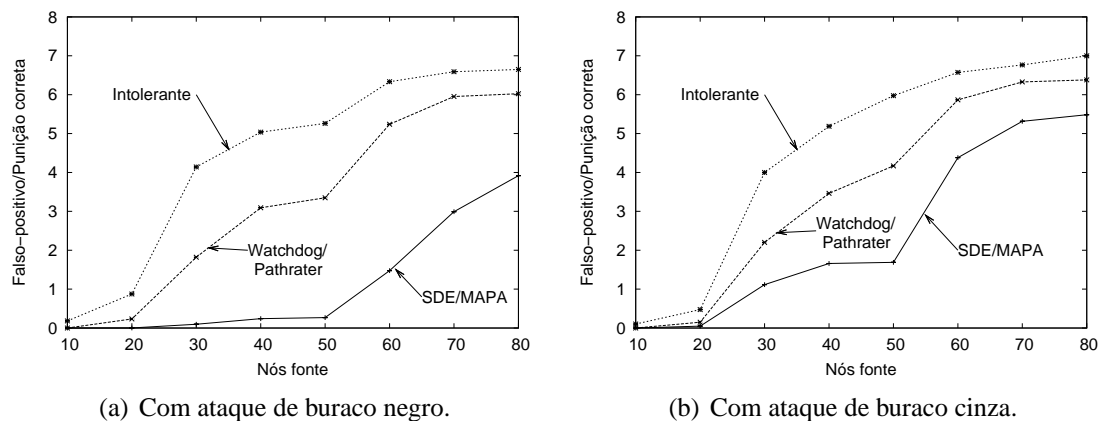 8
7
6
5
4
3
2
1
0
Falso−positivo/Punição correta
Intolerante
Watchdog/
Pathrater
SDE/MAPA
10 20 30 40 50 60 70 80
Nós fonte
(a) Com ataque de buraco negro.
8
7
6
5
4
3
2
1
0
Falso−positivo/Punição correta
Intolerante
Watchdog/
Pathrater
SDE/MAPA
10 20 30 40 50 60 70 80
Nós fonte
(b) Com ataque de buraco cinza.